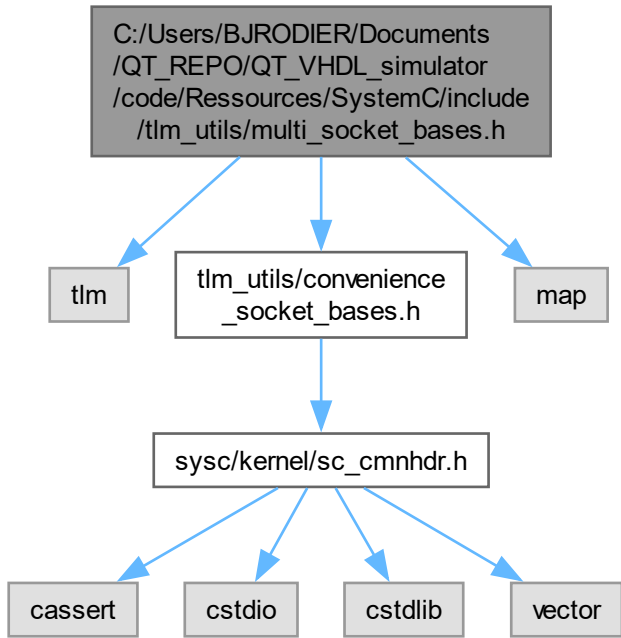 C:/Users/BJRODIER/Documents
/QT_REPO/QT_VHDL_simulator
/code/Ressources/SystemC/include
/tlm_utils/multi_socket_bases.h
tlm
tlm_utils/convenience
_socket_bases.h
map
sysc/kernel/sc_cmnhdr.h
cassert
cstdio
cstdlib
vector